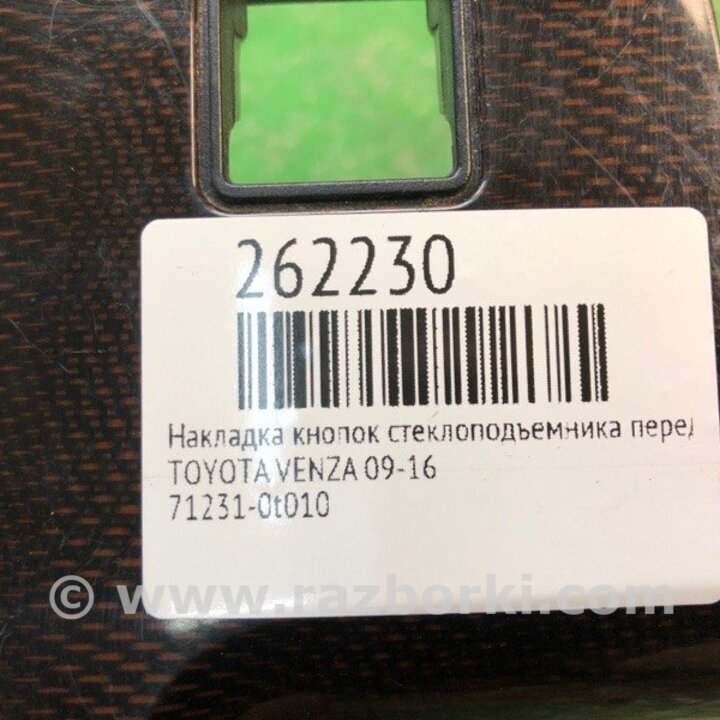 262230
Накладка кнопок стеклоподъемника перед
TOYOTA VENZA 09-16
71231-0t010
© www.razborki.com